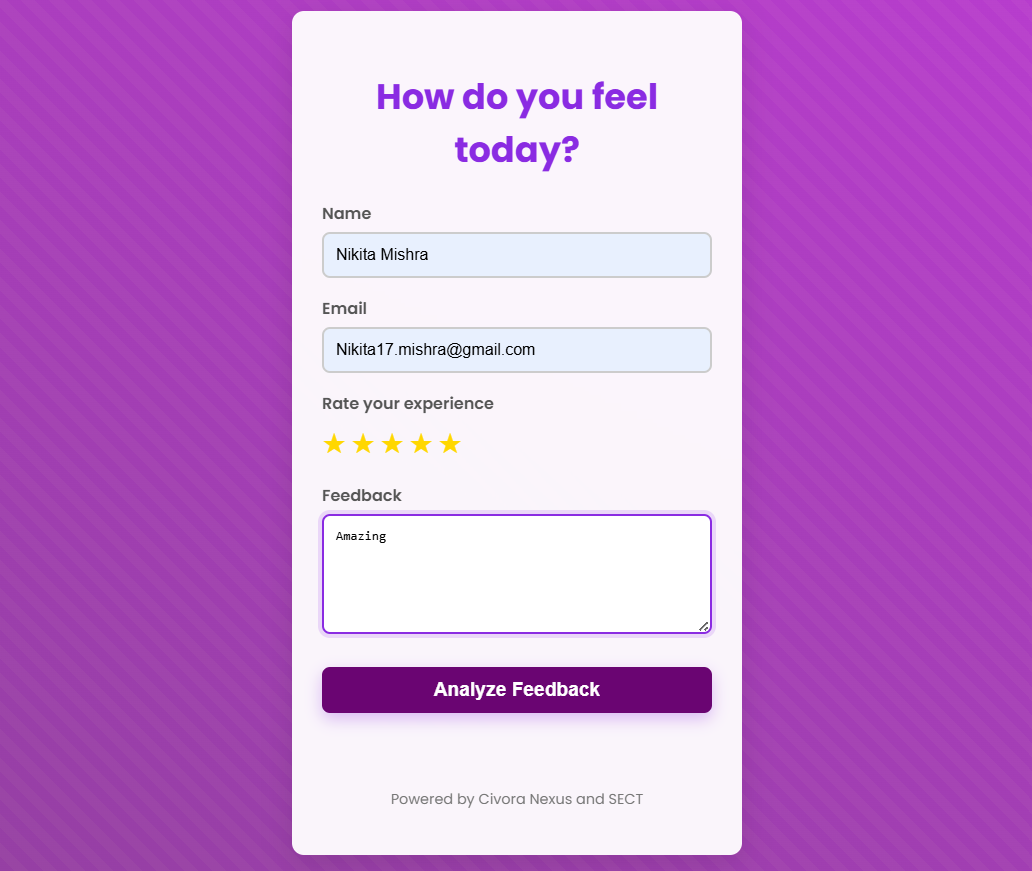 How do you feel
today?
Name
Nikita Mishra
Email
Nikita17.mishra@gmail.com
Rate your experience
★ ★ ★ ★ ★
Feedback
Amazing
Analyze Feedback
Powered by Civora Nexus and SECT